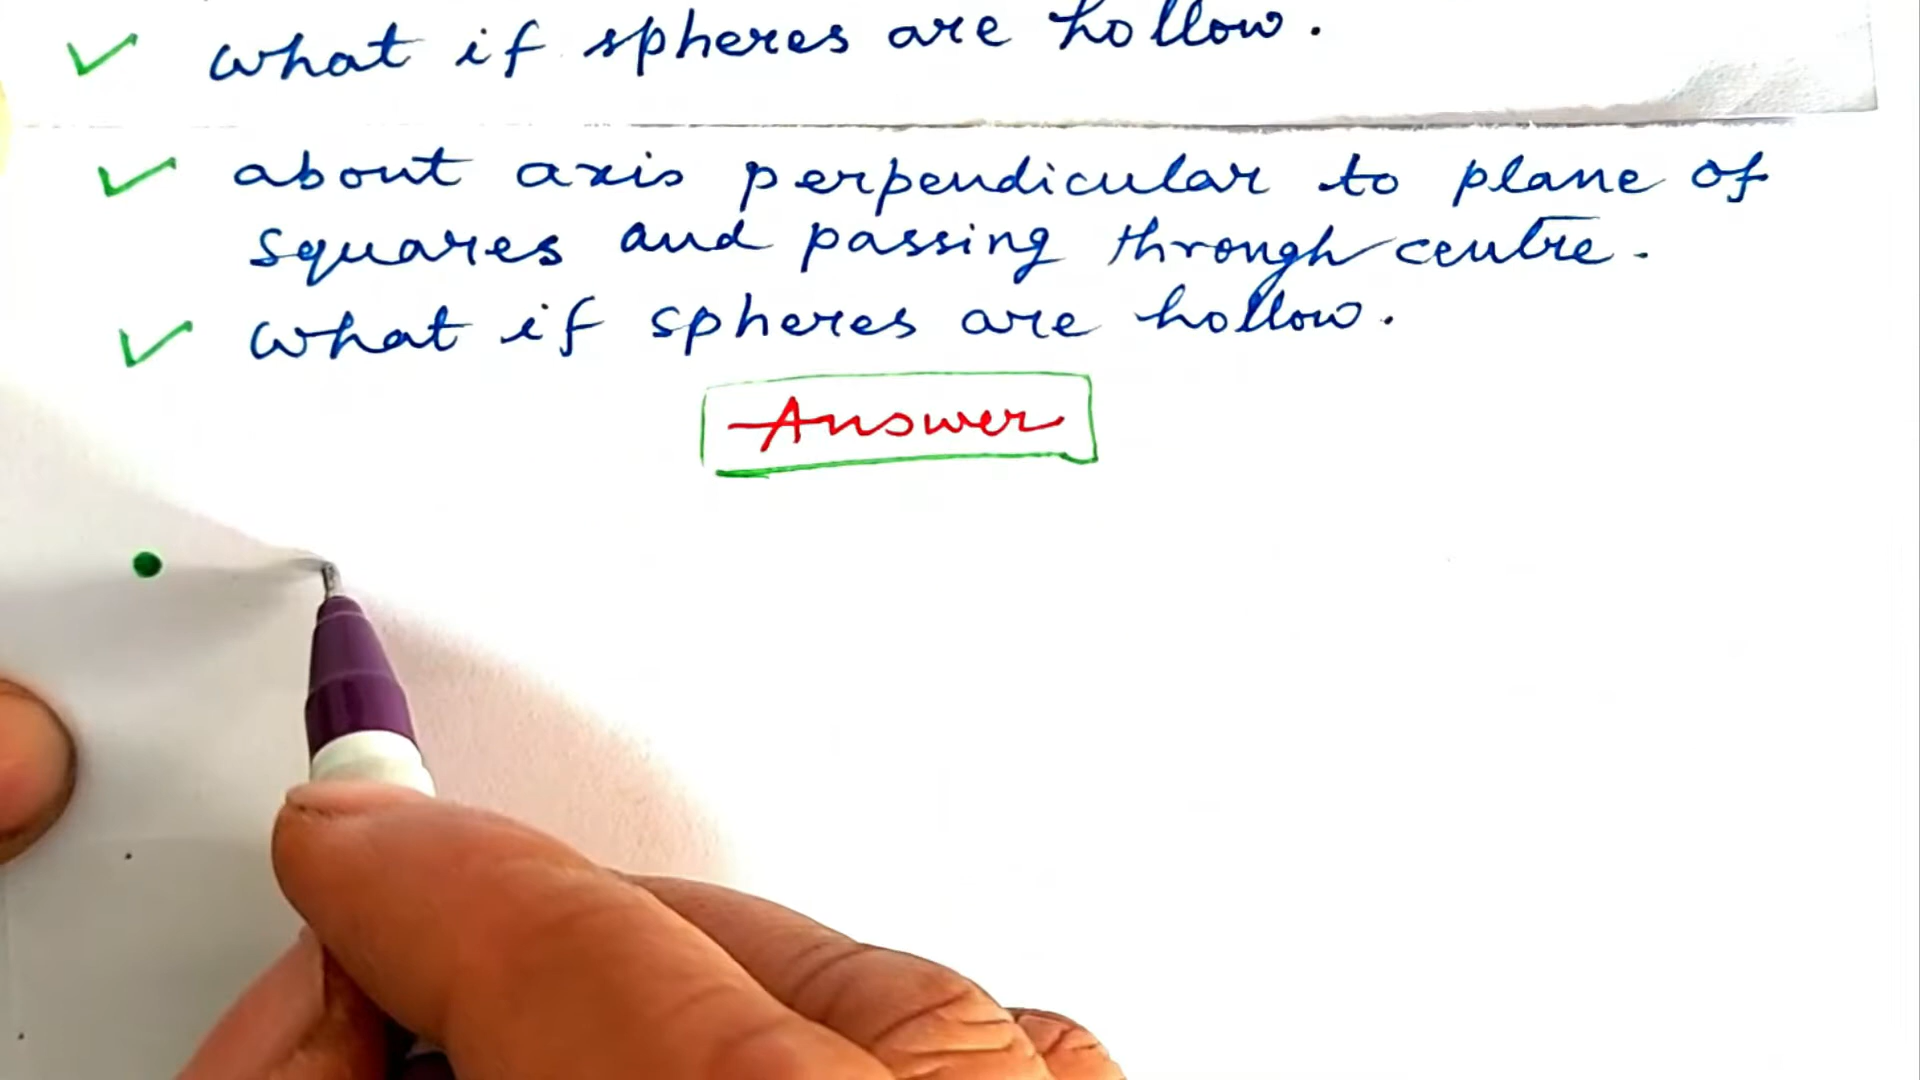 what if spheres are hollow.
about axis perpendicular to plane of
squares and passing through centre.
what if spheres are hollow.
Answer